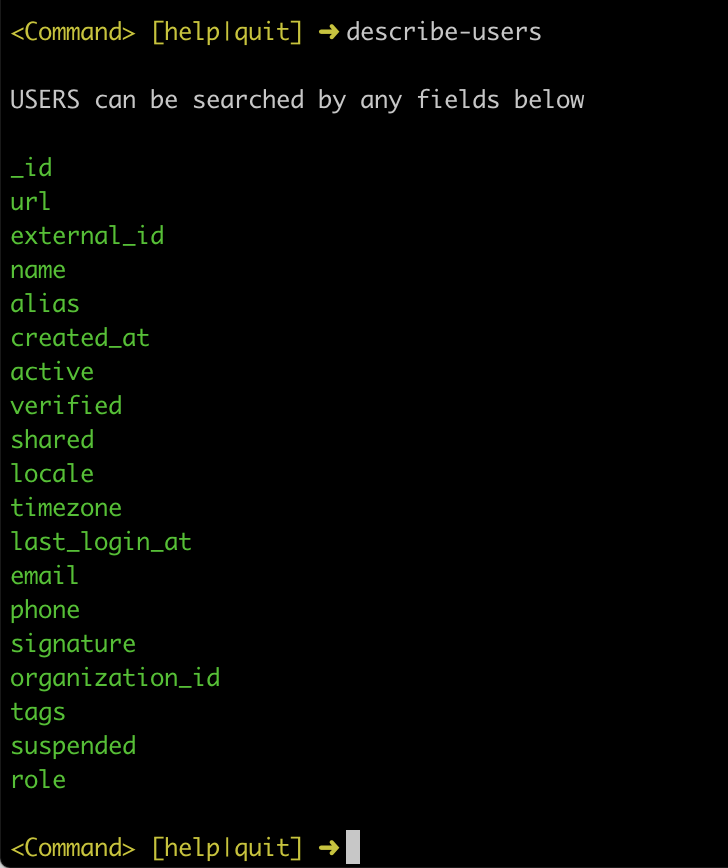 <Command> [help|quit] ➜ describe-users
USERS can be searched by any fields below
_id
url
external_id
name
alias
created_at
active
verified
shared
locale
timezone
last_login_at
email
phone
signature
organization_id
tags
suspended
role
<Command> [help|quit] ➜